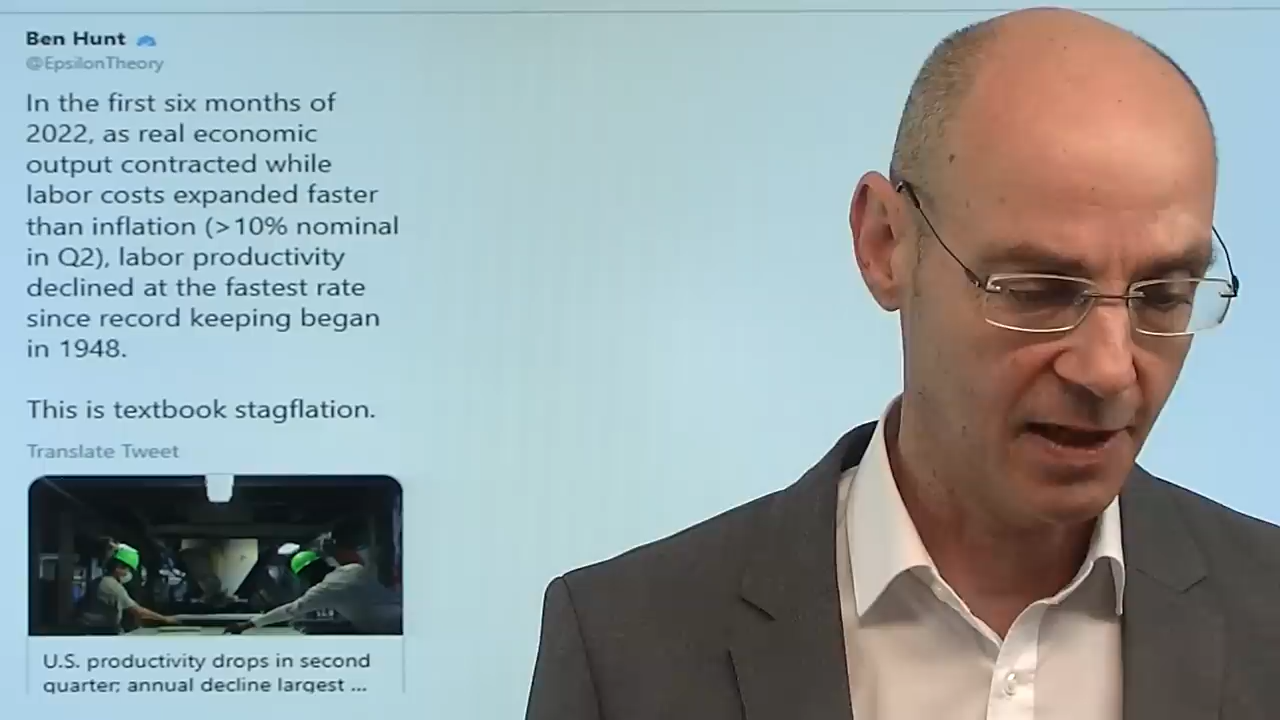 Ben Hunt
@EpsilonTheory
In the first six months of
2022, as real economic
output contracted while
labor costs expanded faster
than inflation (>10% nominal
in Q2), labor productivity
declined at the fastest rate
since record keeping began
in 1948.
This is textbook stagflation.
Translate Tweet
U.S. productivity drops in second
quarter; annual decline largest ...